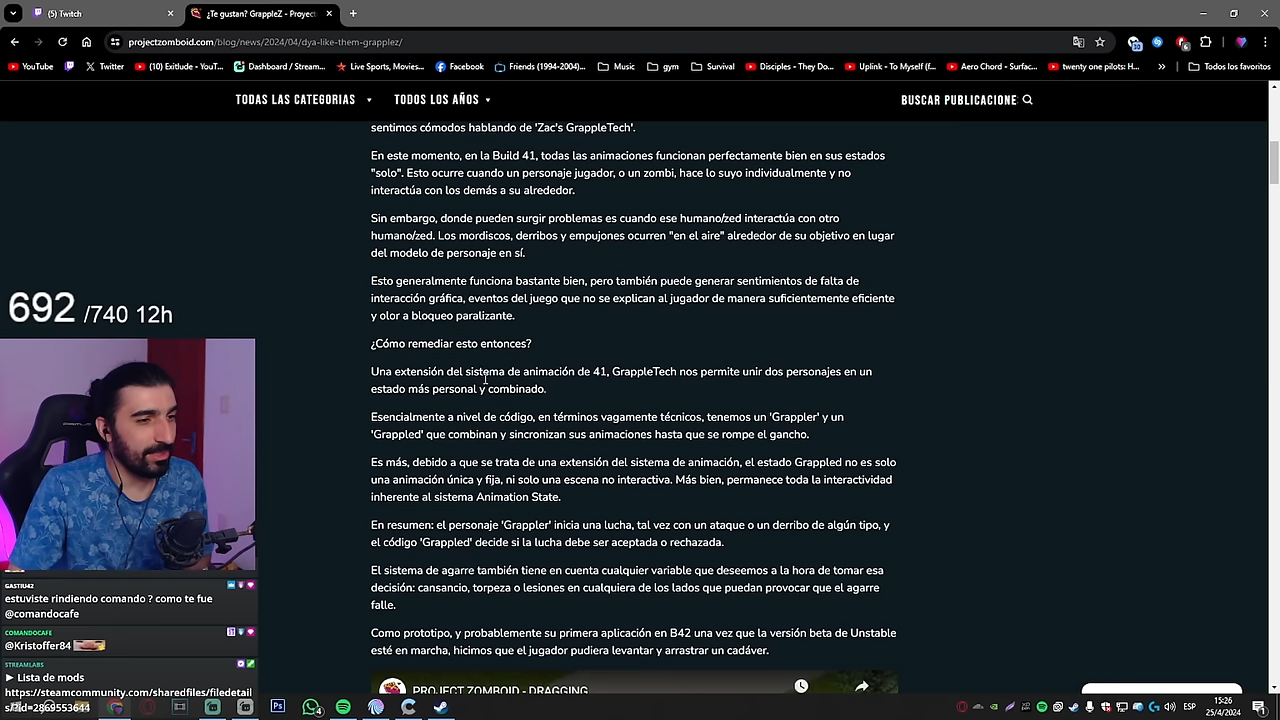 (5) Twitch
¿Te gustan? GrappleZ - Proyec
projectzomboid.com/blog/news/2024/04/dya-like-them-grapplez/
YouTube
Twitter
(10) Exitlude - YouT...
Dashboard / Stream...
Live Sports, Movies...
Facebook
Friends (1994-2004)...
Music
gym
Survival
Disciples - They Do...
Uplink - To Myself (f...
Aero Chord - Surfac...
twenty one pilots: H...
Todos los favoritos
TODAS LAS CATEGORIAS
TODOS LOS AÑOS
BUSCAR PUBLICACIONE
sentimos cómodos hablando de 'Zac's GrappleTech'.
En este momento, en la Build 41, todas las animaciones funcionan perfectamente bien en sus estados
"solo". Esto ocurre cuando un personaje jugador, o un zombi, hace lo suyo individualmente y no
interactúa con los demás a su alrededor.
Sin embargo, donde pueden surgir problemas es cuando ese humano/zed interactúa con otro
humano/zed. Los mordiscos, derribos y empujones ocurren "en el aire" alrededor de su objetivo en lugar
del modelo de personaje en sí.
Esto generalmente funciona bastante bien, pero también puede generar sentimientos de falta de
interacción gráfica, eventos del juego que no se explican al jugador de manera suficientemente eficiente
y olor a bloqueo paralizante.
¿Cómo remediar esto entonces?
Una extensión del sistema de animación de 41, GrappleTech nos permite unir dos personajes en un
estado más personal y combinado.
Esencialmente a nivel de código, en términos vagamente técnicos, tenemos un 'Grappler' y un
'Grappled' que combinan y sincronizan sus animaciones hasta que se rompe el gancho.
Es más, debido a que se trata de una extensión del sistema de animación, el estado Grappled no es solo
una animación única y fija, ni solo una escena no interactiva. Más bien, permanece toda la interactividad
inherente al sistema Animation State.
En resumen: el personaje 'Grappler' inicia una lucha, tal vez con un ataque o un derribo de algún tipo, y
el código 'Grappled' decide si la lucha debe ser aceptada o rechazada.
El sistema de agarre también tiene en cuenta cualquier variable que deseemos a la hora de tomar esa
decisión: cansancio, torpeza o lesiones en cualquiera de los lados que puedan provocar que el agarre
falle.
Como prototipo, y probablemente su primera aplicación en B42 una vez que la versión beta de Unstable
esté en marcha, hicimos que el jugador pudiera levantar y arrastrar un cadáver.
PROJECT ZOMBOID - DRAGGING
692 /740 12h
GASTIU42
estuviste rindiendo comando ? como te fue
@comandocafe
COMANDOCAFE
@Kristoffer84
STREAMLABS
Lista de mods
https://steamcommunity.com/sharedfiles/filedetail
s/?id=2869553644
ESP
15:26
25/4/2024